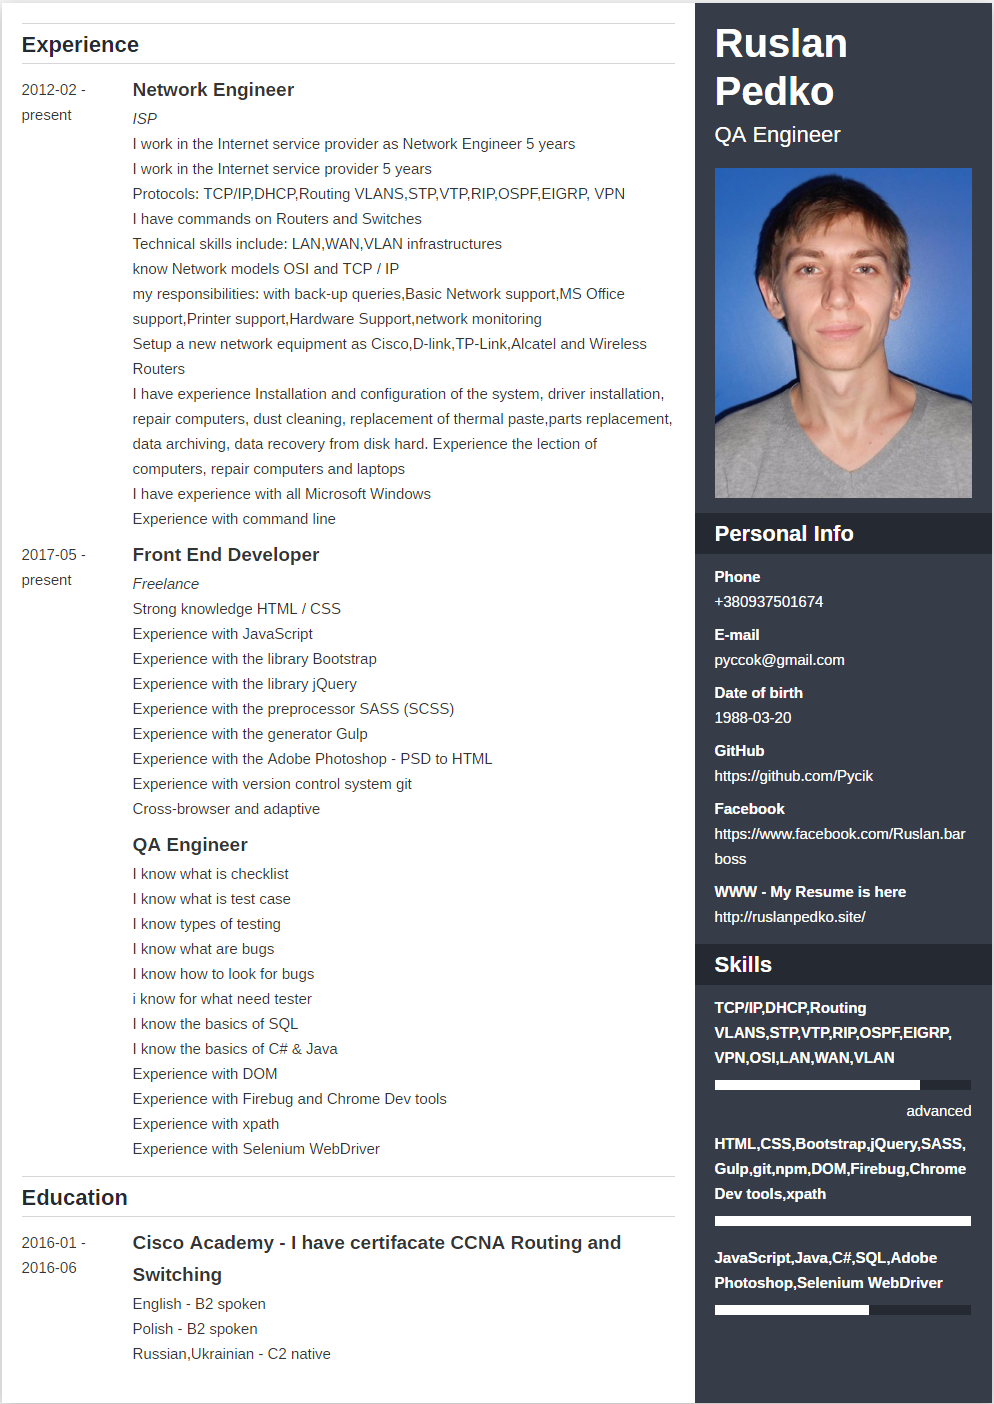 Experience
2012-02 -
present
Network Engineer
ISP
I work in the Internet service provider as Network Engineer 5 years
I work in the Internet service provider 5 years
Protocols: TCP/IP,DHCP,Routing VLANS,STP,VTP,RIP,OSPF,EIGRP, VPN
I have commands on Routers and Switches
Technical skills include: LAN,WAN,VLAN infrastructures
know Network models OSI and TCP / IP
my responsibilities: with back-up queries,Basic Network support,MS Office
support,Printer support,Hardware Support,network monitoring
Setup a new network equipment as Cisco,D-link,TP-Link,Alcatel and Wireless
Routers
I have experience Installation and configuration of the system, driver installation,
repair computers, dust cleaning, replacement of thermal paste,parts replacement,
data archiving, data recovery from disk hard. Experience the lection of
computers, repair computers and laptops
I have experience with all Microsoft Windows
Experience with command line
2017-05 -
present
Front End Developer
Freelance
Strong knowledge HTML / CSS
Experience with JavaScript
Experience with the library Bootstrap
Experience with the library jQuery
Experience with the preprocessor SASS (SCSS)
Experience with the generator Gulp
Experience with the Adobe Photoshop - PSD to HTML
Experience with version control system git
Cross-browser and adaptive
QA Engineer
I know what is checklist
I know what is test case
I know types of testing
I know what are bugs
I know how to look for bugs
i know for what need tester
I know the basics of SQL
I know the basics of C# & Java
Experience with DOM
Experience with Firebug and Chrome Dev tools
Experience with xpath
Experience with Selenium WebDriver
Education
2016-01 -
2016-06
Cisco Academy - I have certifacate CCNA Routing and
Switching
English - B2 spoken
Polish - B2 spoken
Russian,Ukrainian - C2 native
Ruslan
Pedko
QA Engineer
Personal Info
Phone
+380937501674
E-mail
pyccok@gmail.com
Date of birth
1988-03-20
GitHub
https://github.com/Pycik
Facebook
https://www.facebook.com/Ruslan.bar
boss
WWW - My Resume is here
http://ruslanpedko.site/
Skills
TCP/IP,DHCP,Routing
VLANS,STP,VTP,RIP,OSPF,EIGRP,
VPN,OSI,LAN,WAN,VLAN
advanced
HTML,CSS,Bootstrap,jQuery,SASS,
Gulp,git,npm,DOM,Firebug,Chrome
Dev tools,xpath
JavaScript,Java,C#,SQL,Adobe
Photoshop,Selenium WebDriver